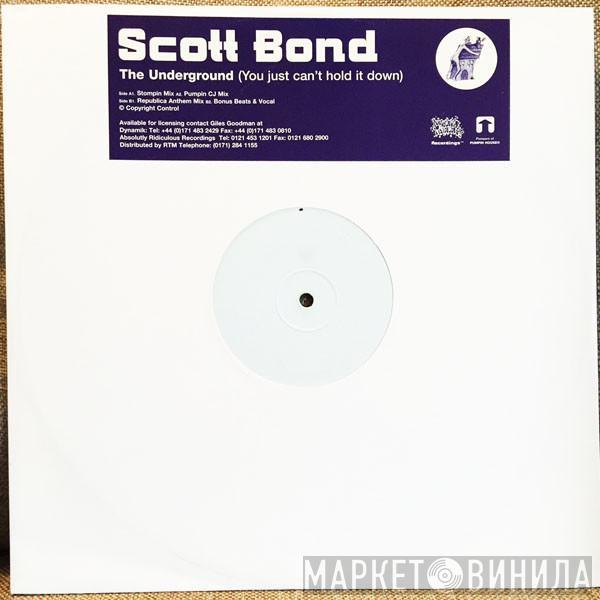 Scott Bond
The Underground (You just can't hold it down)
Side A1. Stompin Mix A2. Pumpin CJ Mix
Side B1. Republica Anthem Mix B2. Bonus Beats & Vocal
© Copyright Control
Available for licensing contact Giles Goodman at
Dynamik: Tel: +44 (0)171 483 2429 Fax: +44 (0)171 483 0810
Absolutly Ridiculous Recordings Tel: 0121 453 1201 Fax: 0121 680 2900
Distributed by RTM Telephone: (0171) 284 1155
Recordings™
PUMPIN HOUSE®
МАРКЕТ ВИНИЛА